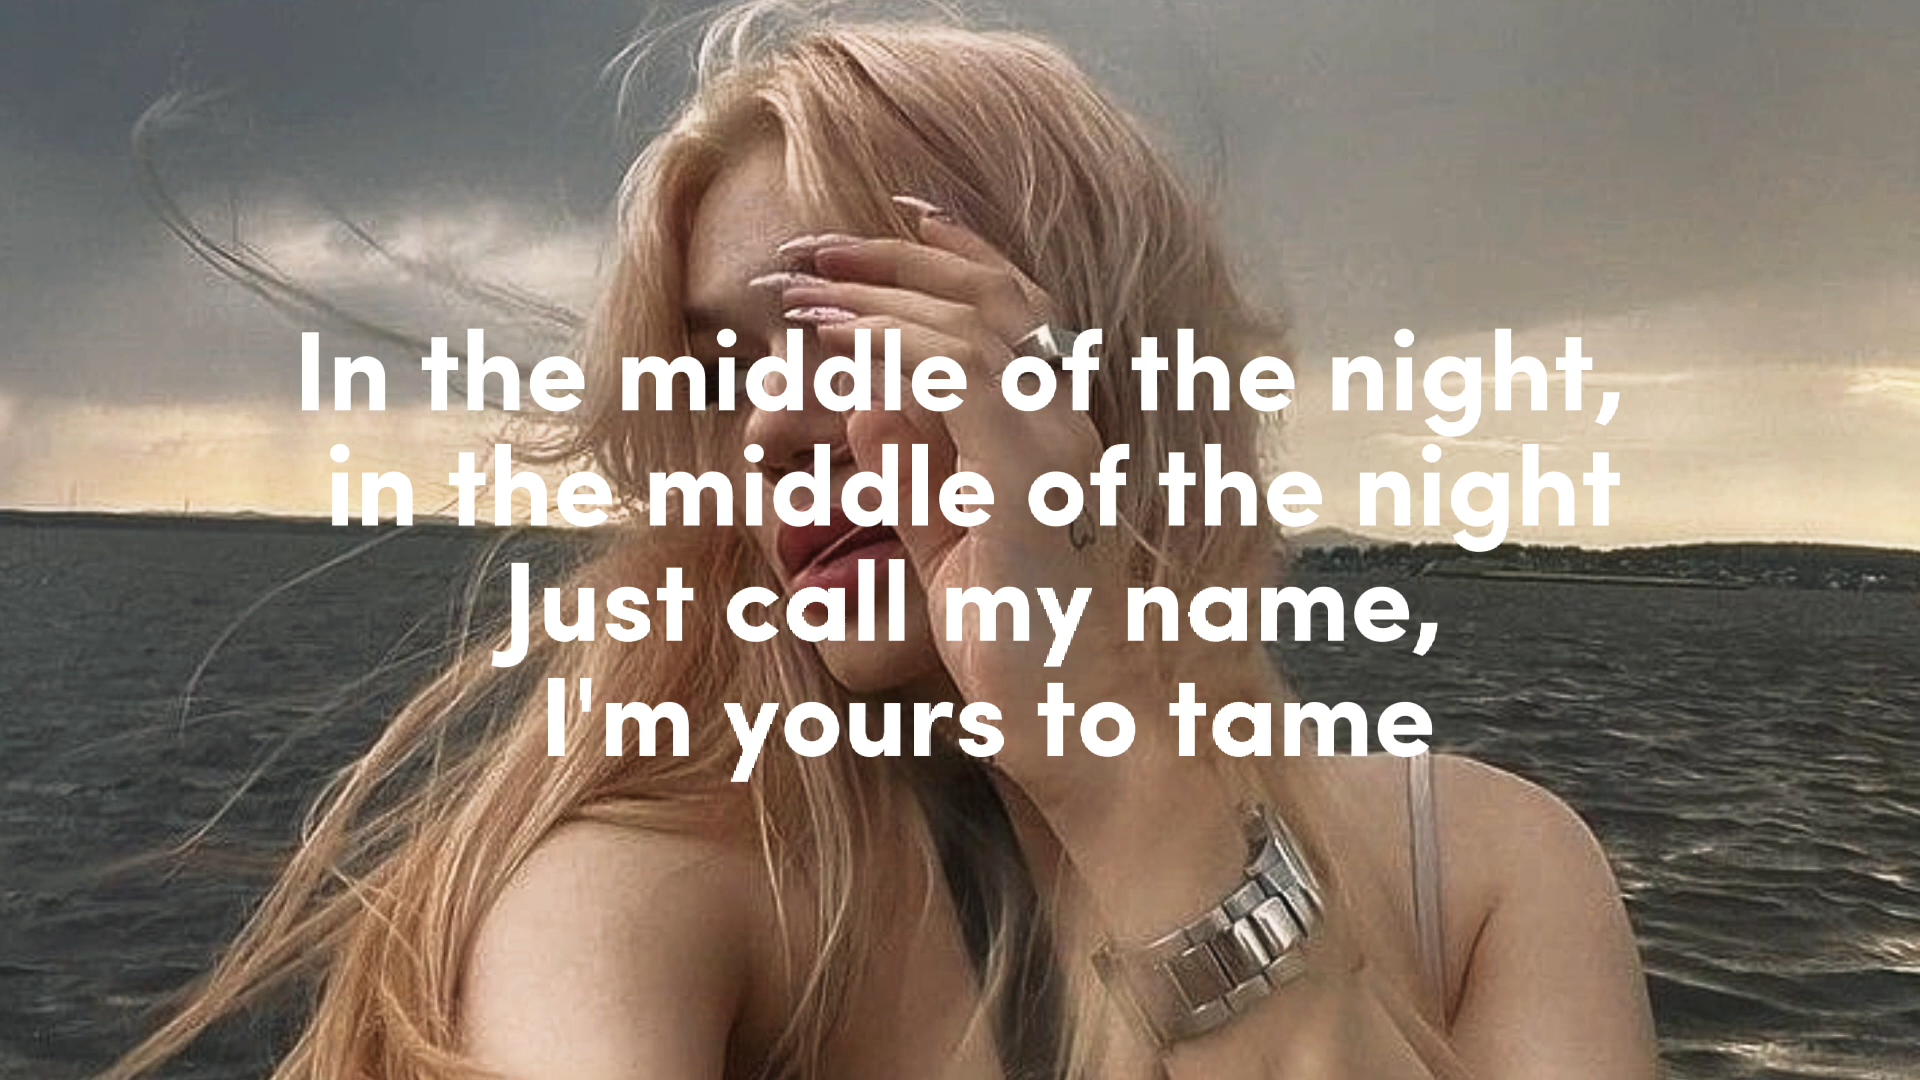 In the middle of the night,
in the middle of the night
Just call my name,
I'm yours to tame